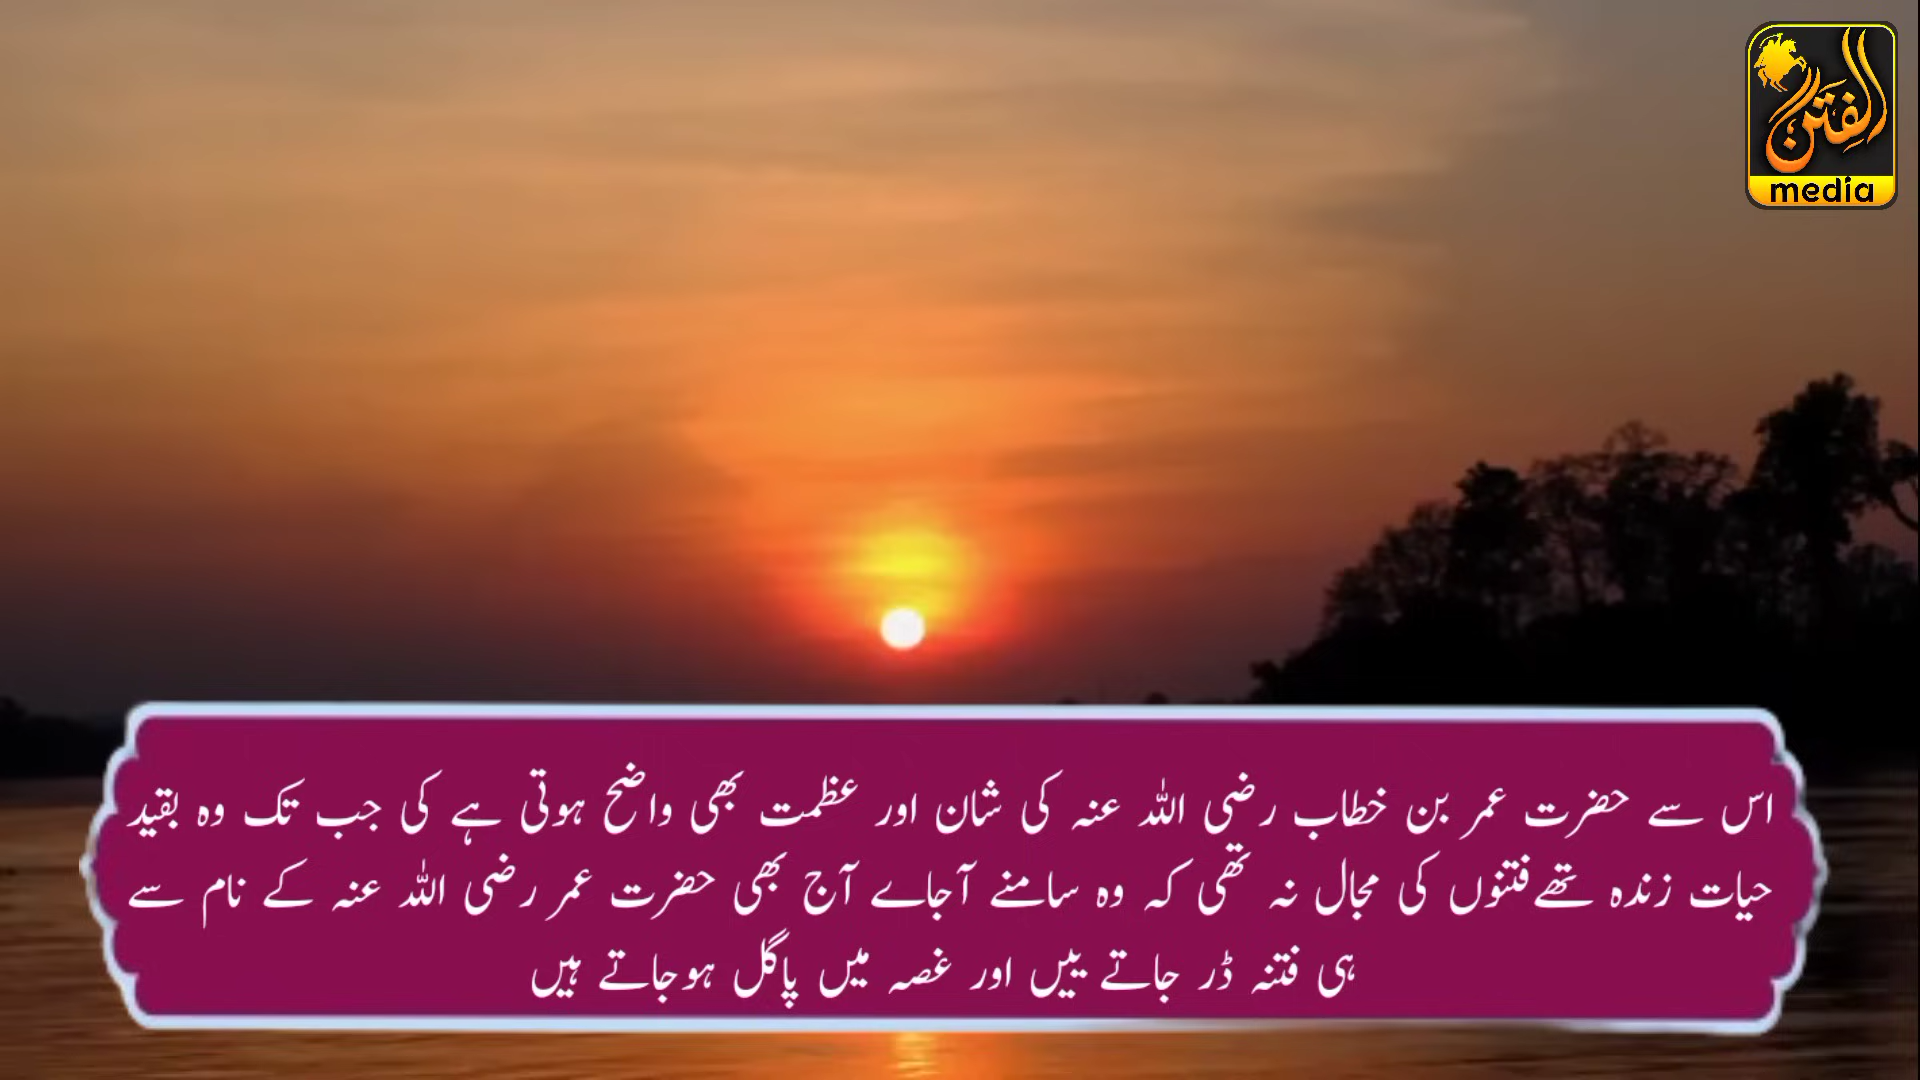 الفتن
media
اس سے حضرت عمر بن خطاب رضی اللہ عنہ کی شان اور عظمت بھی واضح ہوتی ہے کی جب تک وہ بقید
حیات زندہ تھے فتنوں کی مجال نہ تھی کہ وہ سامنے آجاے آج بھی حضرت عمر رضی اللہ عنہ کے نام سے
ہی فتنہ ڈر جاتے ہیں اور غصہ میں پاگل ہوجاتے ہیں